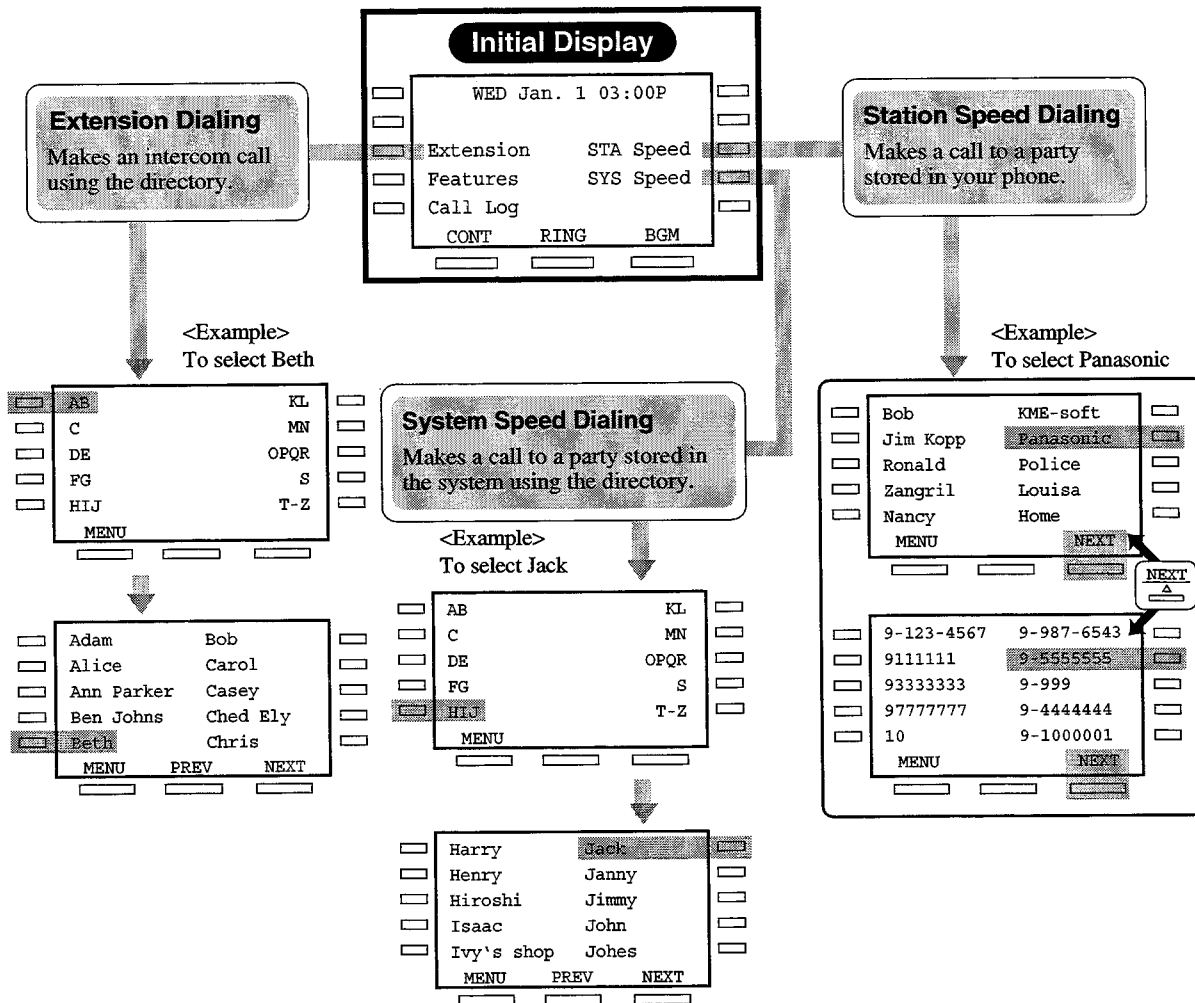 Initial Display
WED Jan. 1 03:00P
Extension STA Speed
Features SYS Speed
Call Log
CONT RING BGM
Extension Dialing
Makes an intercom call
using the directory.
Station Speed Dialing
Makes a call to a party
stored in your phone.
<Example>
To select Beth
AB KL
C MN
DE OPQR
FG S
HIJ T-Z
MENU
Adam Bob
Alice Carol
Ann Parker Casey
Ben Johns Ched Ely
Beth Chris
MENU PREV NEXT
System Speed Dialing
Makes a call to a party stored in
the system using the directory.
<Example>
To select Jack
AB KL
C MN
DE OPQR
FG S
HIJ T-Z
MENU
Harry Jack
Henry Janny
Hiroshi Jimmy
Isaac John
Ivy‘s shop Johes
MENU PREV NEXT
<Example>
To select Panasonic
Bob KME-soft
Jim Kopp Panasonic
Ronald Police
Zangril Louisa
Nancy Home
MENU NEXT
NEXT
9-123-4567 9-987-6543
9111111 9-5555555
93333333 9-999
97777777 9-4444444
10 9-1000001
MENU NEXT